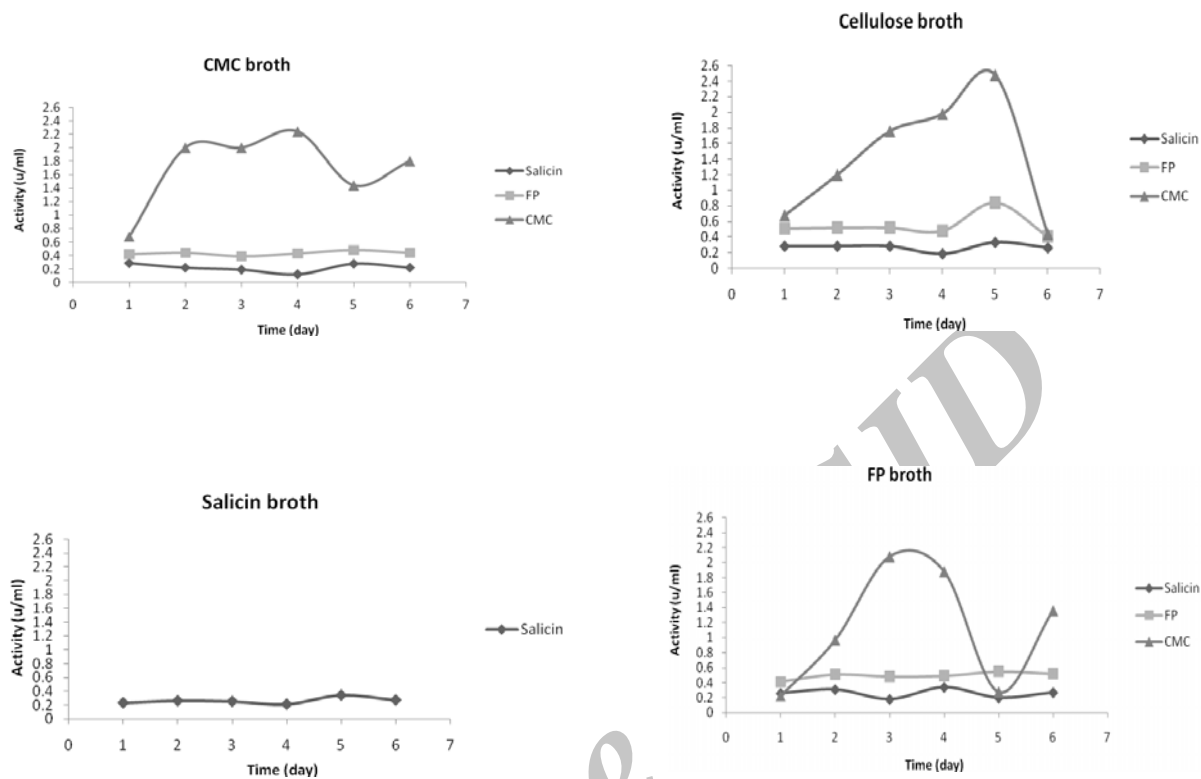 CMC broth
Activity (u/ml)
2.6
2.4
2.2
2
1.8
1.6
1.4
1.2
1
0.8
0.6
0.4
0.2
0
0 1 2 3 4 5 6 7
Time (day)
Salicin
FP
CMC
Cellulose broth
Activity (u/ml)
2.6
2.4
2.2
2
1.8
1.6
1.4
1.2
1
0.8
0.6
0.4
0.2
0
0 1 2 3 4 5 6 7
Time (day)
Salicin
FP
CMC
Salicin broth
Activity (u/ml)
2.6
2.4
2.2
2
1.8
1.6
1.4
1.2
1
0.8
0.6
0.4
0.2
0
0 1 2 3 4 5 6 7
Time (day)
Salicin
FP broth
Activity (u/ml)
2.6
2.4
2.2
2
1.8
1.6
1.4
1.2
1
0.8
0.6
0.4
0.2
0
0 1 2 3 4 5 6 7
Time (day)
Salicin
FP
CMC